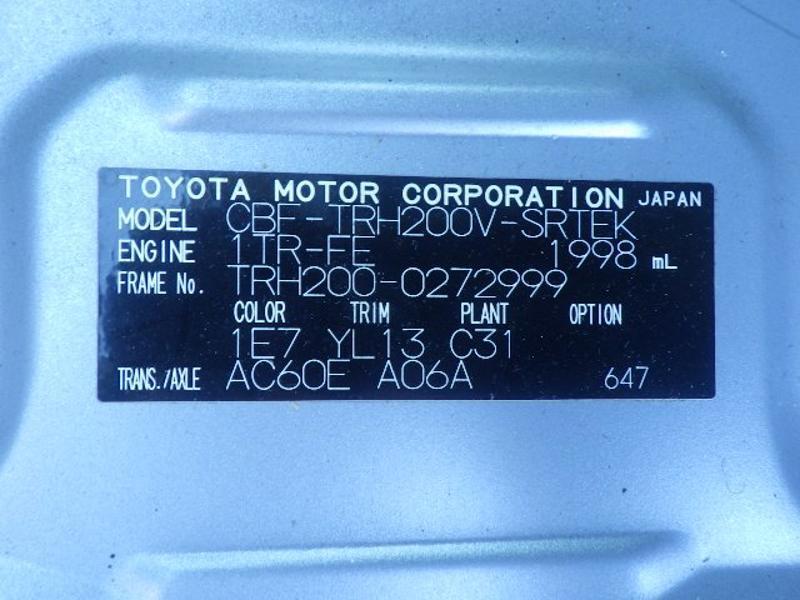 TOYOTA MOTOR CORPORATION JAPAN
MODEL CBF-TRH200V-SRTEK
ENGINE 1TR-FE 1998 mL
FRAME No. TRH200-0272999
COLOR TRIM PLANT OPTION
1E7 YL13 C31
TRANS./AXLE AC60E A06A 647